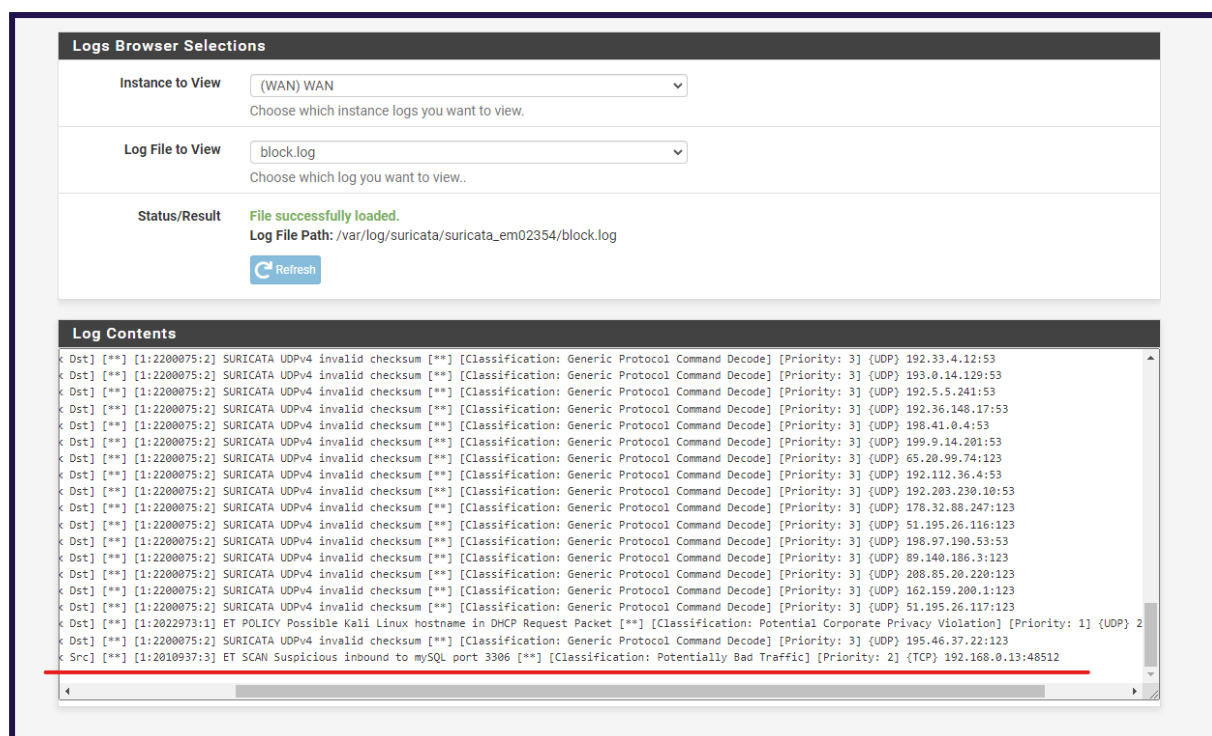 Logs Browser Selections
Instance to View
(WAN) WAN
Choose which instance logs you want to view.
Log File to View
block.log
Choose which log you want to view..
Status/Result
File successfully loaded.
Log File Path: /var/log/suricata/suricata_em02354/block.log
Refresh
Log Contents
k Dst] [**] [1:2200075:2] SURICATA UDPv4 invalid checksum [**] [Classification: Generic Protocol Command Decode] [Priority: 3] {UDP} 192.33.4.12:53
k Dst] [**] [1:2200075:2] SURICATA UDPv4 invalid checksum [**] [Classification: Generic Protocol Command Decode] [Priority: 3] {UDP} 193.0.14.129:53
k Dst] [**] [1:2200075:2] SURICATA UDPv4 invalid checksum [**] [Classification: Generic Protocol Command Decode] [Priority: 3] {UDP} 192.5.5.241:53
k Dst] [**] [1:2200075:2] SURICATA UDPv4 invalid checksum [**] [Classification: Generic Protocol Command Decode] [Priority: 3] {UDP} 192.36.148.17:53
k Dst] [**] [1:2200075:2] SURICATA UDPv4 invalid checksum [**] [Classification: Generic Protocol Command Decode] [Priority: 3] {UDP} 198.41.0.4:53
k Dst] [**] [1:2200075:2] SURICATA UDPv4 invalid checksum [**] [Classification: Generic Protocol Command Decode] [Priority: 3] {UDP} 199.9.14.201:53
k Dst] [**] [1:2200075:2] SURICATA UDPv4 invalid checksum [**] [Classification: Generic Protocol Command Decode] [Priority: 3] {UDP} 65.20.99.74:123
k Dst] [**] [1:2200075:2] SURICATA UDPv4 invalid checksum [**] [Classification: Generic Protocol Command Decode] [Priority: 3] {UDP} 192.112.36.4:53
k Dst] [**] [1:2200075:2] SURICATA UDPv4 invalid checksum [**] [Classification: Generic Protocol Command Decode] [Priority: 3] {UDP} 192.203.230.10:53
k Dst] [**] [1:2200075:2] SURICATA UDPv4 invalid checksum [**] [Classification: Generic Protocol Command Decode] [Priority: 3] {UDP} 178.32.88.247:123
k Dst] [**] [1:2200075:2] SURICATA UDPv4 invalid checksum [**] [Classification: Generic Protocol Command Decode] [Priority: 3] {UDP} 51.195.26.116:123
k Dst] [**] [1:2200075:2] SURICATA UDPv4 invalid checksum [**] [Classification: Generic Protocol Command Decode] [Priority: 3] {UDP} 198.97.190.53:53
k Dst] [**] [1:2200075:2] SURICATA UDPv4 invalid checksum [**] [Classification: Generic Protocol Command Decode] [Priority: 3] {UDP} 89.140.186.3:123
k Dst] [**] [1:2200075:2] SURICATA UDPv4 invalid checksum [**] [Classification: Generic Protocol Command Decode] [Priority: 3] {UDP} 208.85.20.220:123
k Dst] [**] [1:2200075:2] SURICATA UDPv4 invalid checksum [**] [Classification: Generic Protocol Command Decode] [Priority: 3] {UDP} 162.159.200.1:123
k Dst] [**] [1:2200075:2] SURICATA UDPv4 invalid checksum [**] [Classification: Generic Protocol Command Decode] [Priority: 3] {UDP} 51.195.26.117:123
k Dst] [**] [1:2022973:1] ET POLICY Possible Kali Linux hostname in DHCP Request Packet [**] [Classification: Potential Corporate Privacy Violation] [Priority: 1] {UDP} 2
k Dst] [**] [1:2200075:2] SURICATA UDPv4 invalid checksum [**] [Classification: Generic Protocol Command Decode] [Priority: 3] {UDP} 195.46.37.22:123
k Src] [**] [1:2010937:3] ET SCAN Suspicious inbound to mySQL port 3306 [**] [Classification: Potentially Bad Traffic] [Priority: 2] {TCP} 192.168.0.13:48512